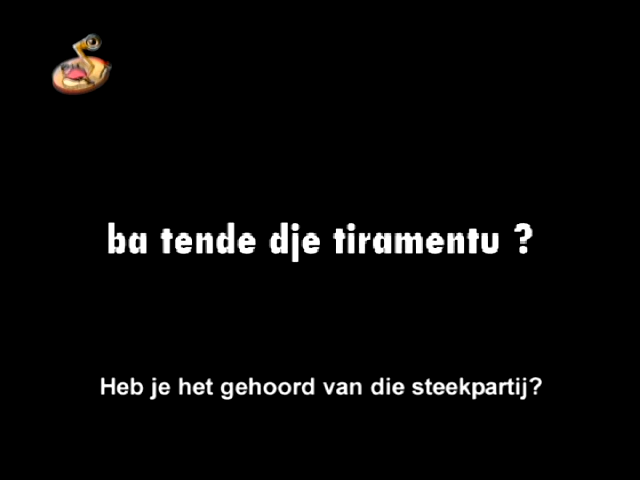 ba tende dje tiramentu ?
Heb je het gehoord van die steekpartij?